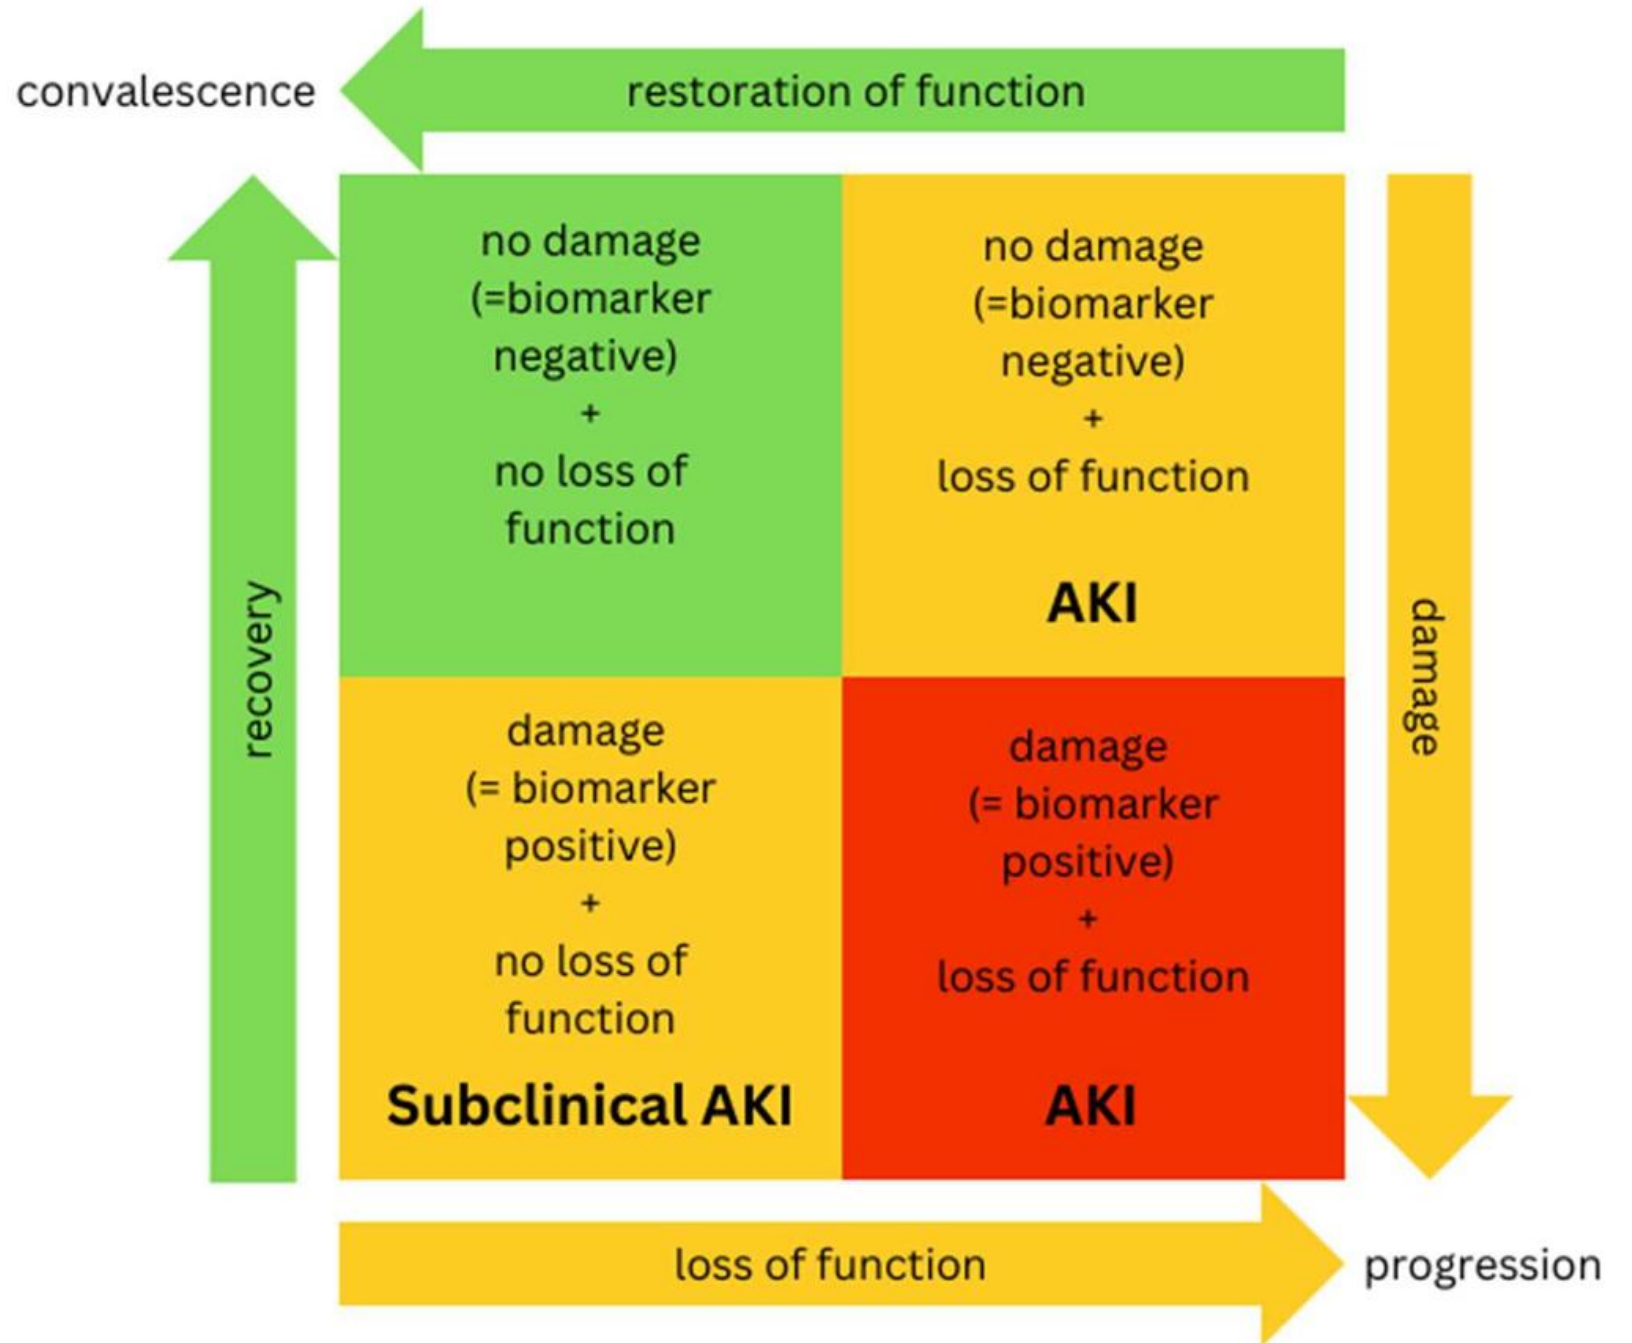 convalescence
restoration of function
recovery
no damage
(=biomarker
negative)
+
no loss of
function
no damage
(=biomarker
negative)
+
loss of function
AKI
damage
(= biomarker
positive)
+
no loss of
function
Subclinical AKI
damage
(= biomarker
positive)
+
loss of function
AKI
damage
loss of function
progression